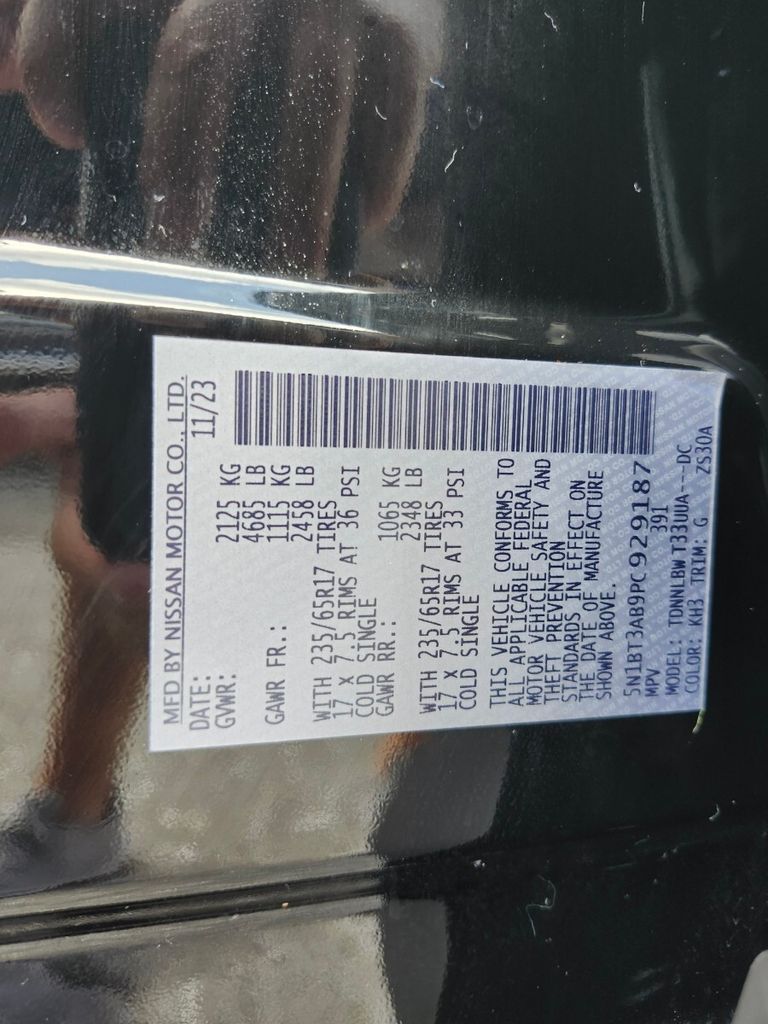 MFD BY NISSAN MOTOR CO., LTD.
DATE: 11/23
GVWR: 2125 KG
4685 LB
GAWR FR.: 1115 KG
2458 LB
WITH 235/65R17 TIRES
17 X 7.5 RIMS AT 36 PSI
COLD SINGLE
GAWR RR.: 1065 KG
2348 LB
WITH 235/65R17 TIRES
17 X 7.5 RIMS AT 33 PSI
COLD SINGLE
THIS VEHICLE CONFORMS TO
ALL APPLICABLE FEDERAL
MOTOR VEHICLE SAFETY AND
THEFT PREVENTION
STANDARDS IN EFFECT ON
THE DATE OF MANUFACTURE
SHOWN ABOVE.
5N1BT3AB9PC929187
MPV 391
MODEL: TDNNLBW T33UUA---DC
COLOR: KH3 TRIM: G ZS30A